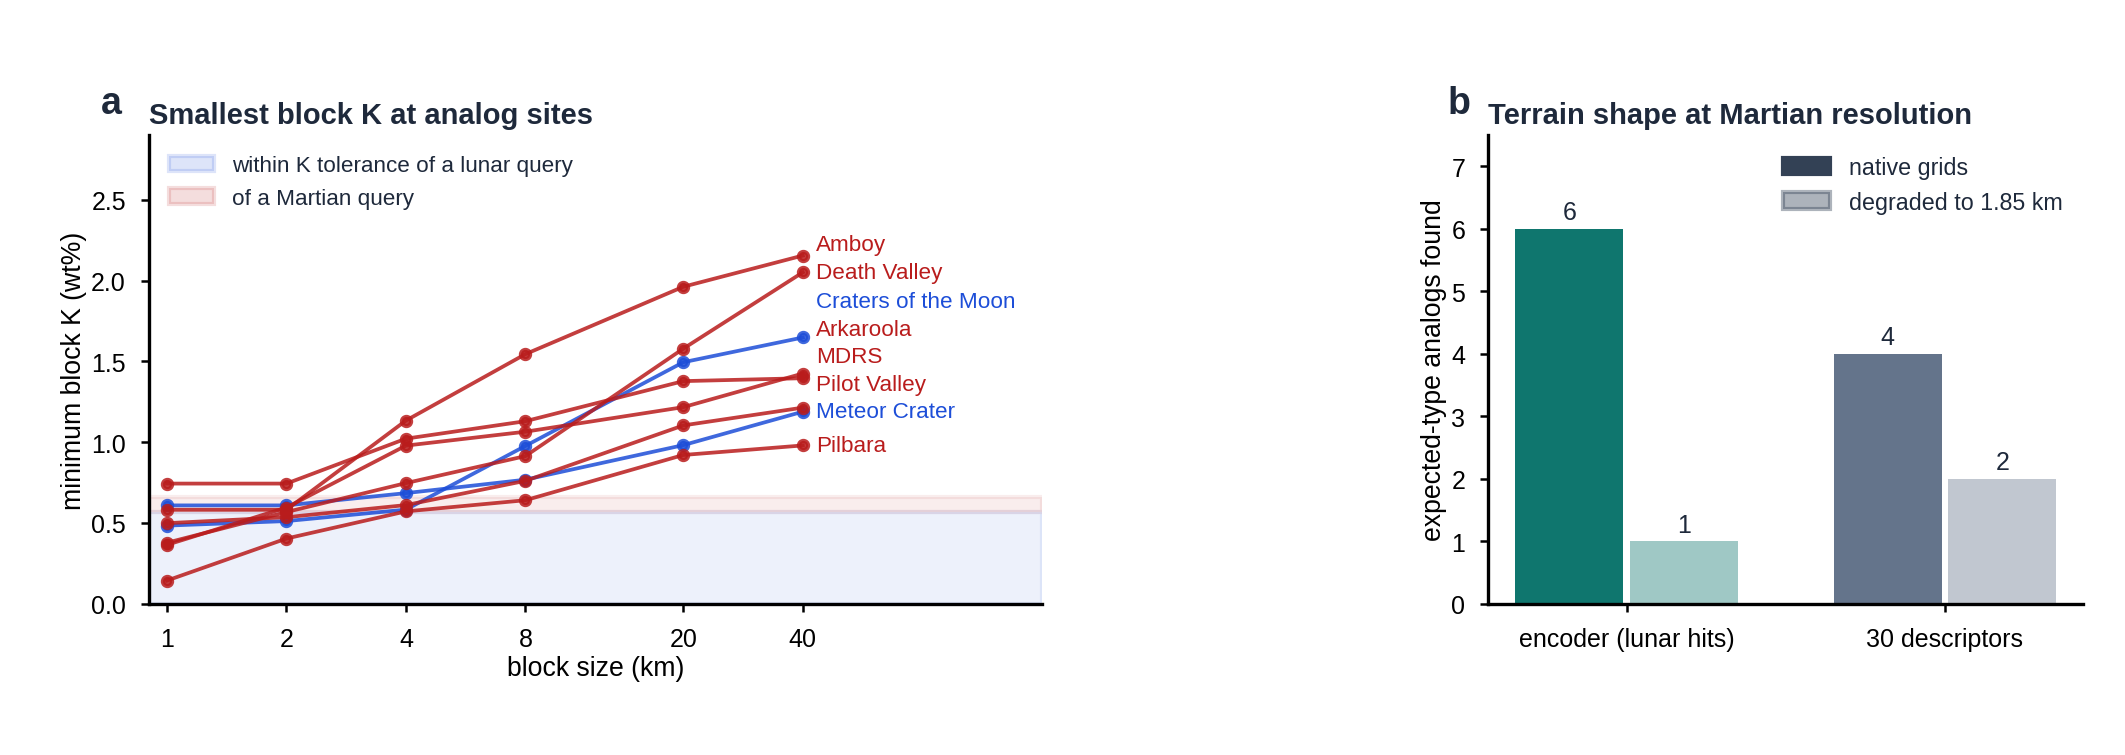 a
Smallest block K at analog sites
within K tolerance of a lunar query
of a Martian query
minimum block K (wt%)
2.5
2.0
1.5
1.0
0.5
0.0
Amboy
Death Valley
Craters of the Moon
Arkaroola
MDRS
Pilot Valley
Meteor Crater
Pilbara
1 2 4 8 20 40
block size (km)
b
Terrain shape at Martian resolution
native grids
degraded to 1.85 km
expected-type analogs found
7
6
5
4
3
2
1
0
6
1
4
2
encoder (lunar hits)
30 descriptors